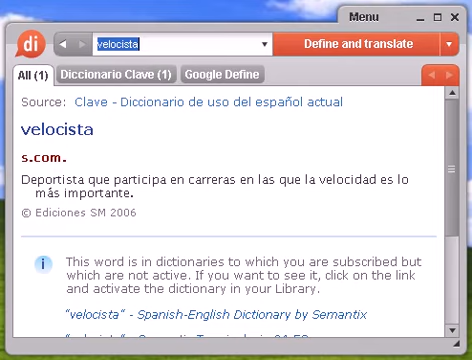 Menu
di
velocista
Define and translate
All (1)
Diccionario Clave (1)
Google Define
Source: Clave - Diccionario de uso del español actual
velocista
s.com.
Deportista que participa en carreras en las que la velocidad es lo
más importante.
© Ediciones SM 2006
i
This word is in dictionaries to which you are subscribed but
which are not active. If you want to see it, click on the link
and activate the dictionary in your Library.
"velocista" - Spanish-English Dictionary by Semantix